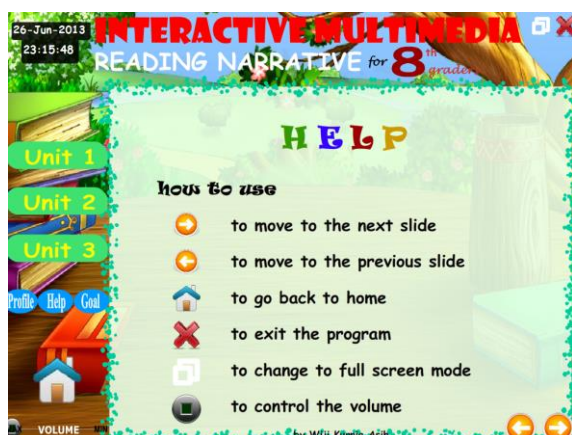 26-Jun-2013
23:15:48
INTERACTIVE MULTIMEDIA
READING NARRATIVE for 8th graders
Unit 1
Unit 2
Unit 3
Profile Help Goal
VOLUME
HELP
how to use
to move to the next slide
to move to the previous slide
to go back to home
to exit the program
to change to full screen mode
to control the volume
by